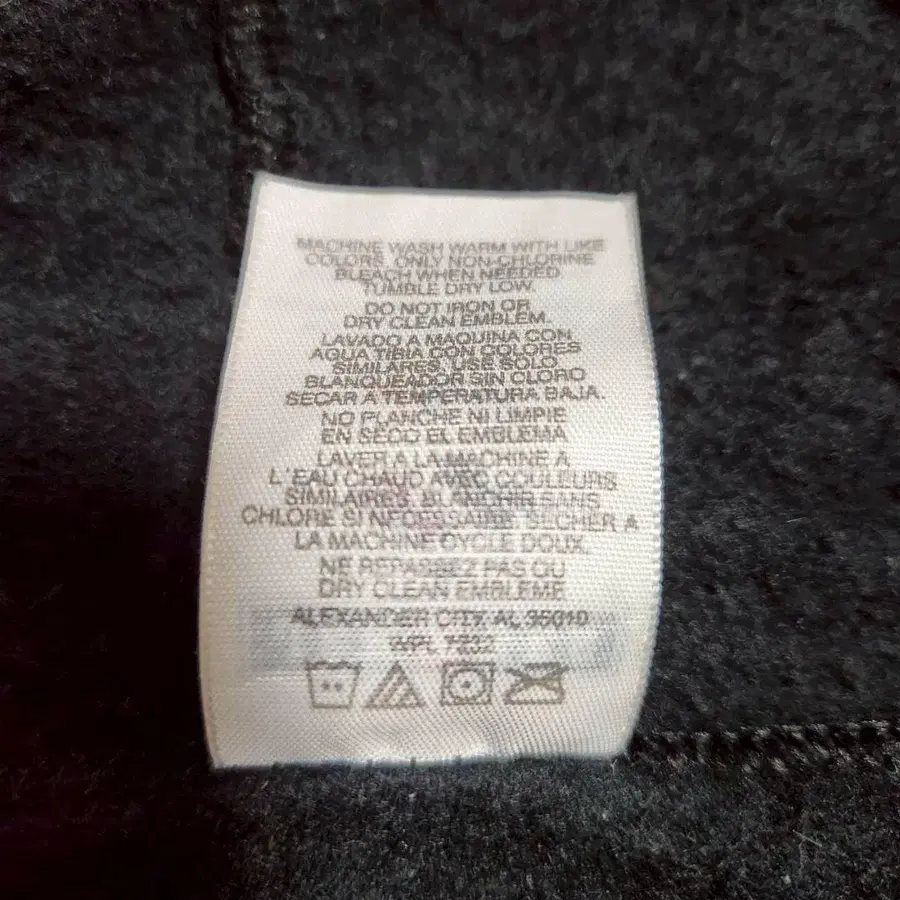 MACHINE WASH WARM WITH LIKE
COLORS. ONLY NON-CHLORINE
BLEACH WHEN NEEDED
TUMBLE DRY LOW.
DO NOT IRON OR
DRY CLEAN EMBLEM.
LAVADO A MAQUINA CON
AQUA TIBIA CON COLORES
SIMILARES, USE SOLO
BLANQUEADOR SIN CLORO
SECAR A TEMPERATURA BAJA.
NO PLANCHE NI LIMPIE
EN SECO EL EMBLEMA
LAVER A LA MACHINE A
L'EAU CHAUD AVEC COULEURS
SIMILAIRES. BLANCHIR SANS
CHLORE SI NECESSAIRE SECHER A
LA MACHINE CYCLE DOUX.
NE REPASSEZ PAS OU
DRY CLEAN EMBLEME
ALEXANDER CITY, AL 35010
WPL 7232